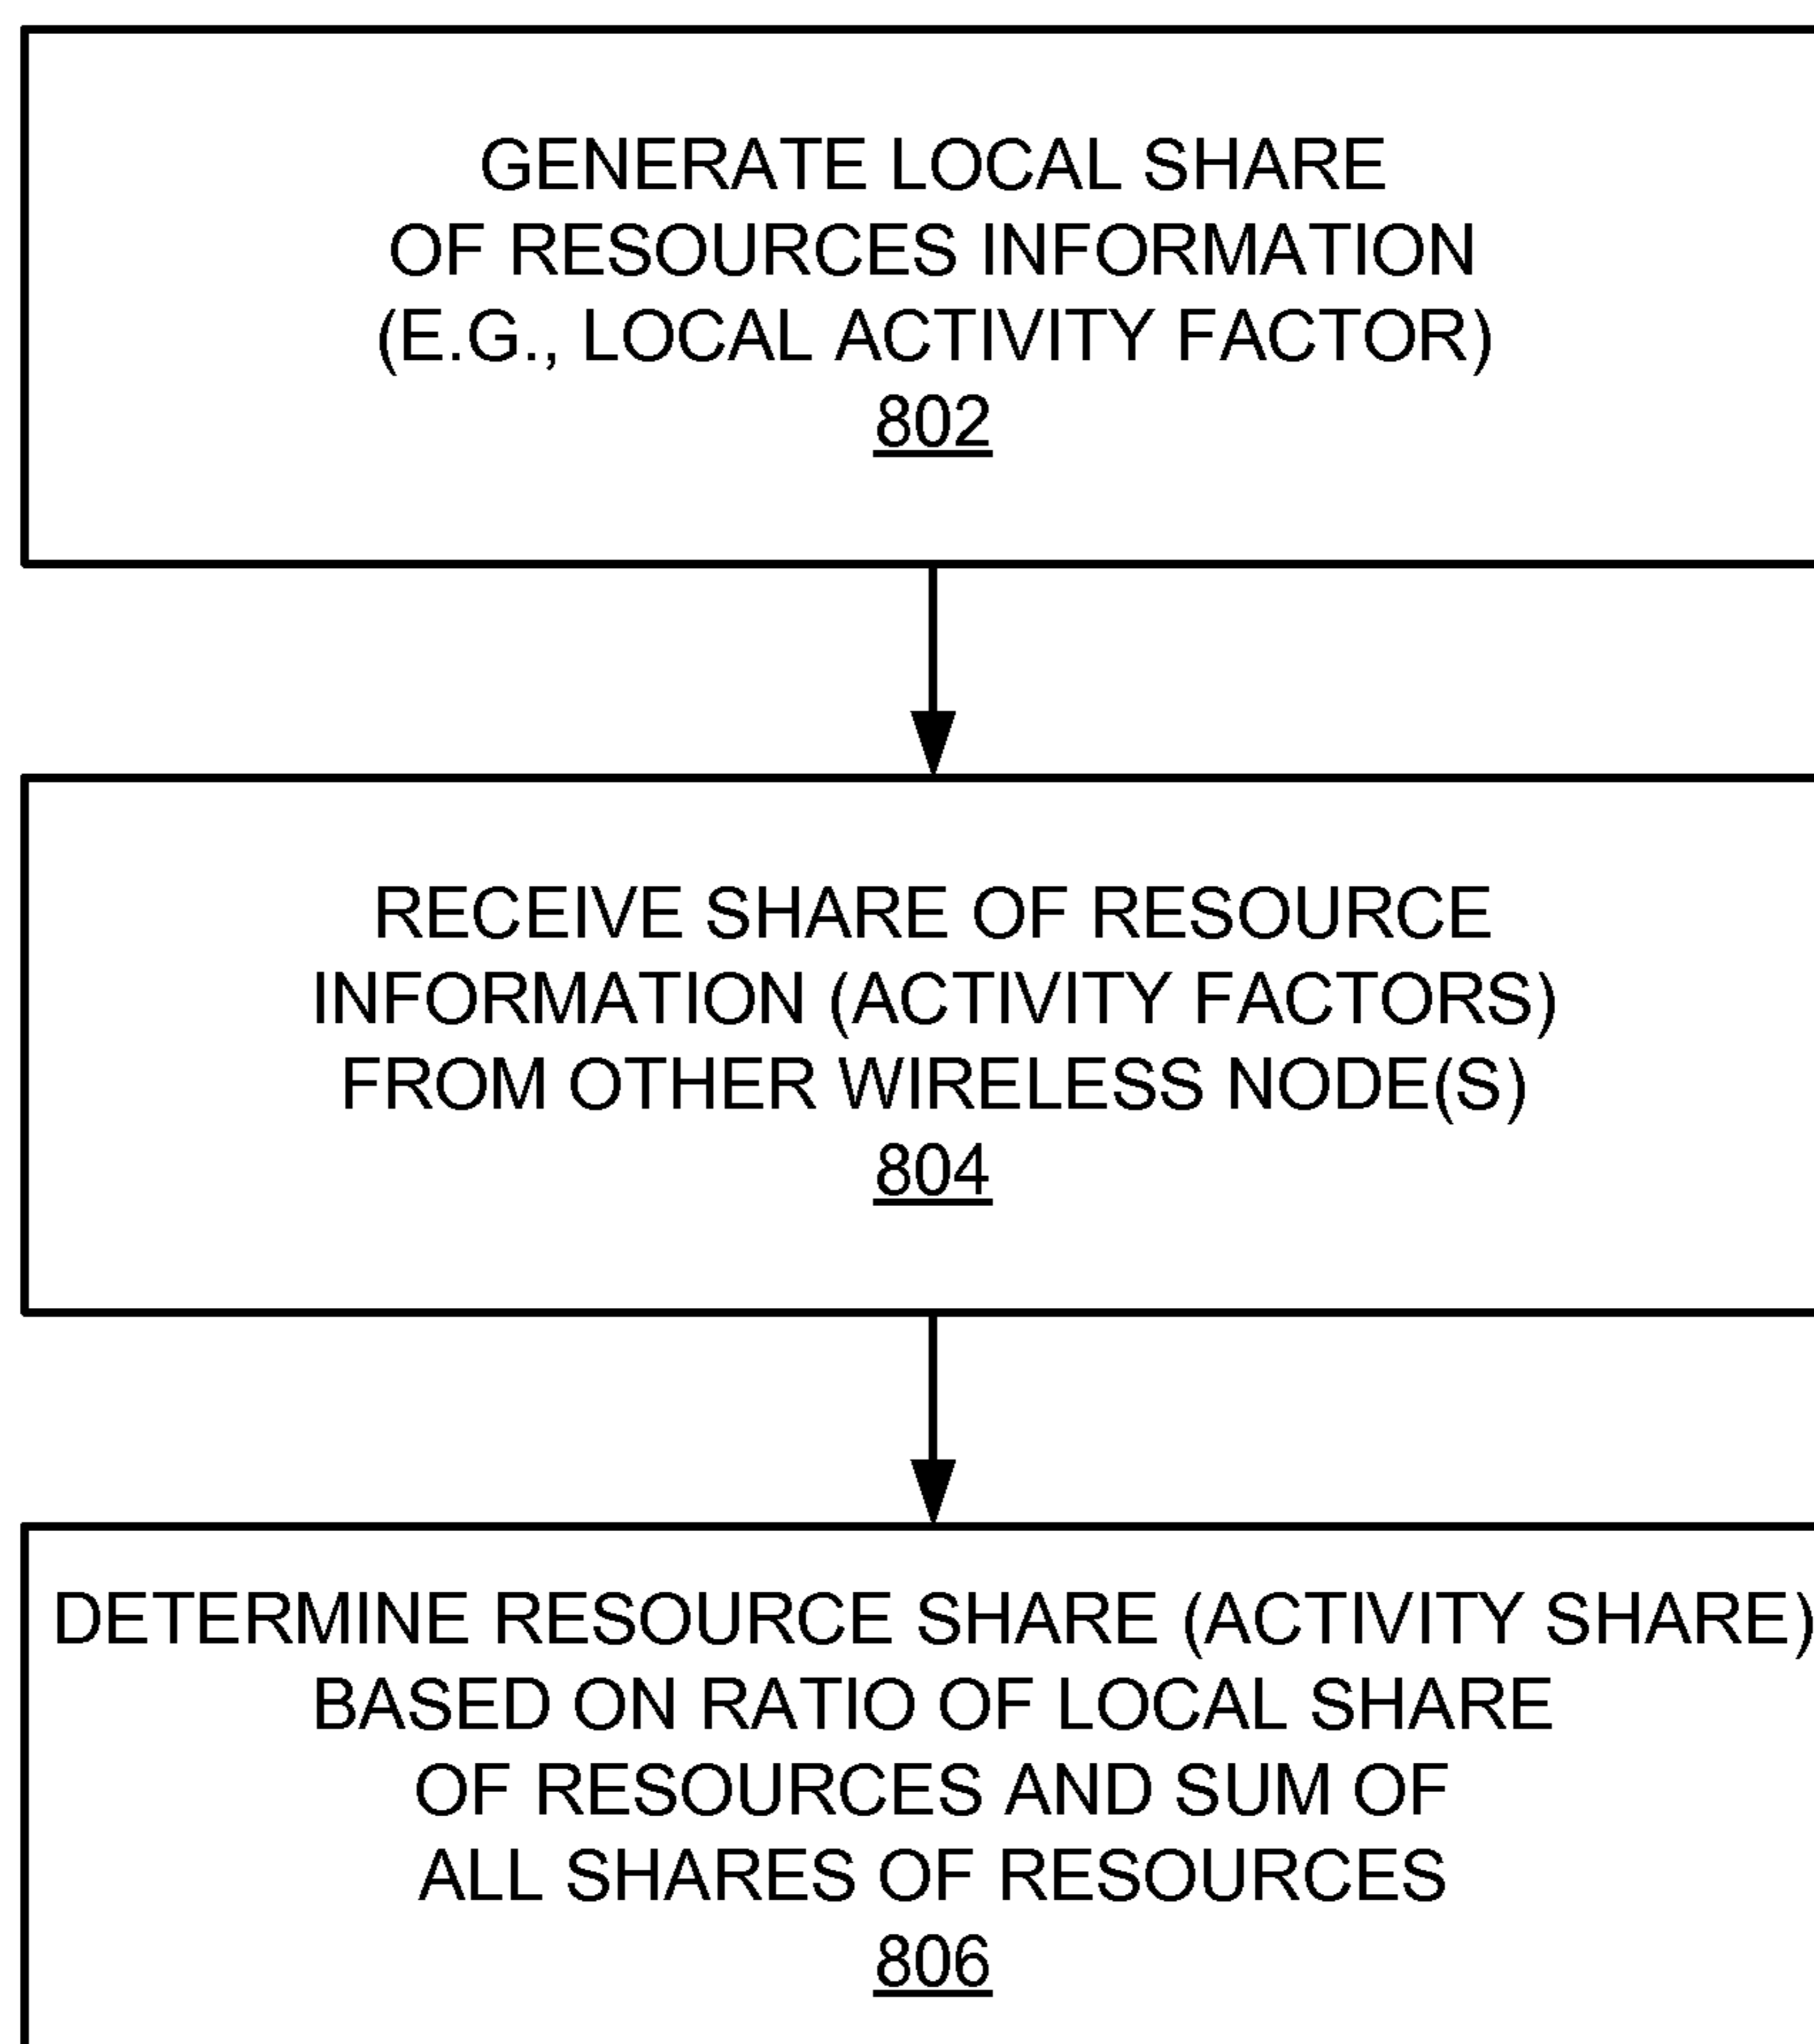 GENERATE LOCAL SHARE
OF RESOURCES INFORMATION
(E.G., LOCAL ACTIVITY FACTOR)
802
RECEIVE SHARE OF RESOURCE
INFORMATION (ACTIVITY FACTORS)
FROM OTHER WIRELESS NODE(S)
804
DETERMINE RESOURCE SHARE (ACTIVITY SHARE)
BASED ON RATIO OF LOCAL SHARE
OF RESOURCES AND SUM OF
ALL SHARES OF RESOURCES
806